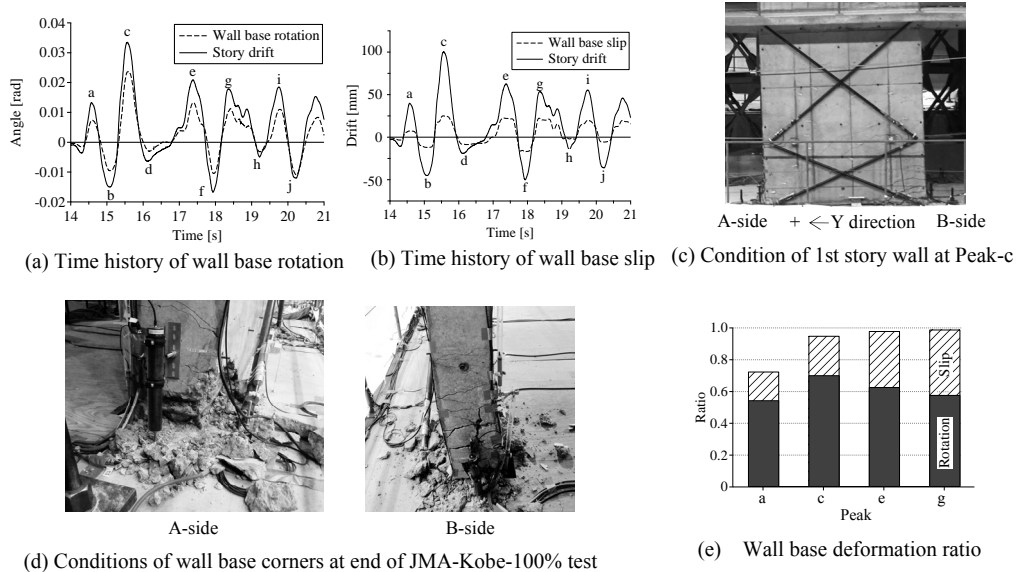 0.04
0.03
0.02
0.01
0
-0.01
-0.02
Angle [rad]
Wall base rotation
Story drift
a
b
c
d
e
f
g
h
i
j
14 15 16 17 18 19 20 21
Time [s]
(a) Time history of wall base rotation
100
50
0
-50
Drift [mm]
Wall base slip
Story drift
a
b
c
d
e
f
g
h
i
j
14 15 16 17 18 19 20 21
Time [s]
(b) Time history of wall base slip
A-side + ← Y direction B-side
(c) Condition of 1st story wall at Peak-c
A-side
B-side
(d) Conditions of wall base corners at end of JMA-Kobe-100% test
1.0
0.8
0.6
0.4
0.2
0
Ratio
Slip
Rotation
a c e g
Peak
(e) Wall base deformation ratio